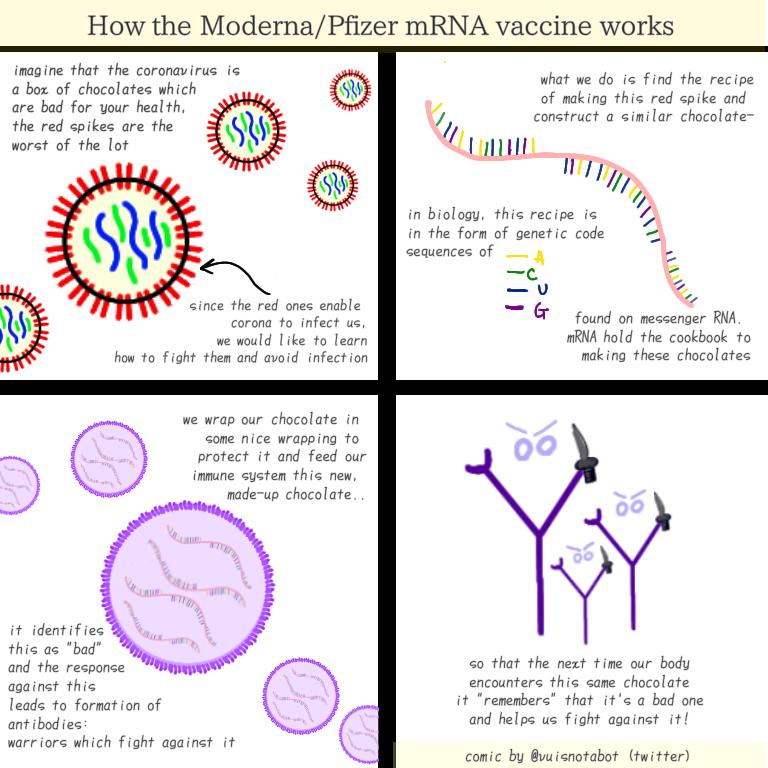 How the Moderna/Pfizer mRNA vaccine works
imagine that the coronavirus is
a box of chocolates which
are bad for your health,
the red spikes are the
worst of the lot
since the red ones enable
corona to infect us,
we would like to learn
how to fight them and avoid infection
what we do is find the recipe
of making this red spike and
construct a similar chocolate-
in biology, this recipe is
in the form of genetic code
sequences of
A
C
U
G
found on messenger RNA.
mRNA hold the cookbook to
making these chocolates
we wrap our chocolate in
some nice wrapping to
protect it and feed our
immune system this new,
made-up chocolate..
it identifies
this as "bad"
and the response
against this
leads to formation of
antibodies:
warriors which fight against it
so that the next time our body
encounters this same chocolate
it "remembers" that it's a bad one
and helps us fight against it!
comic by @vuisnotabot (twitter)